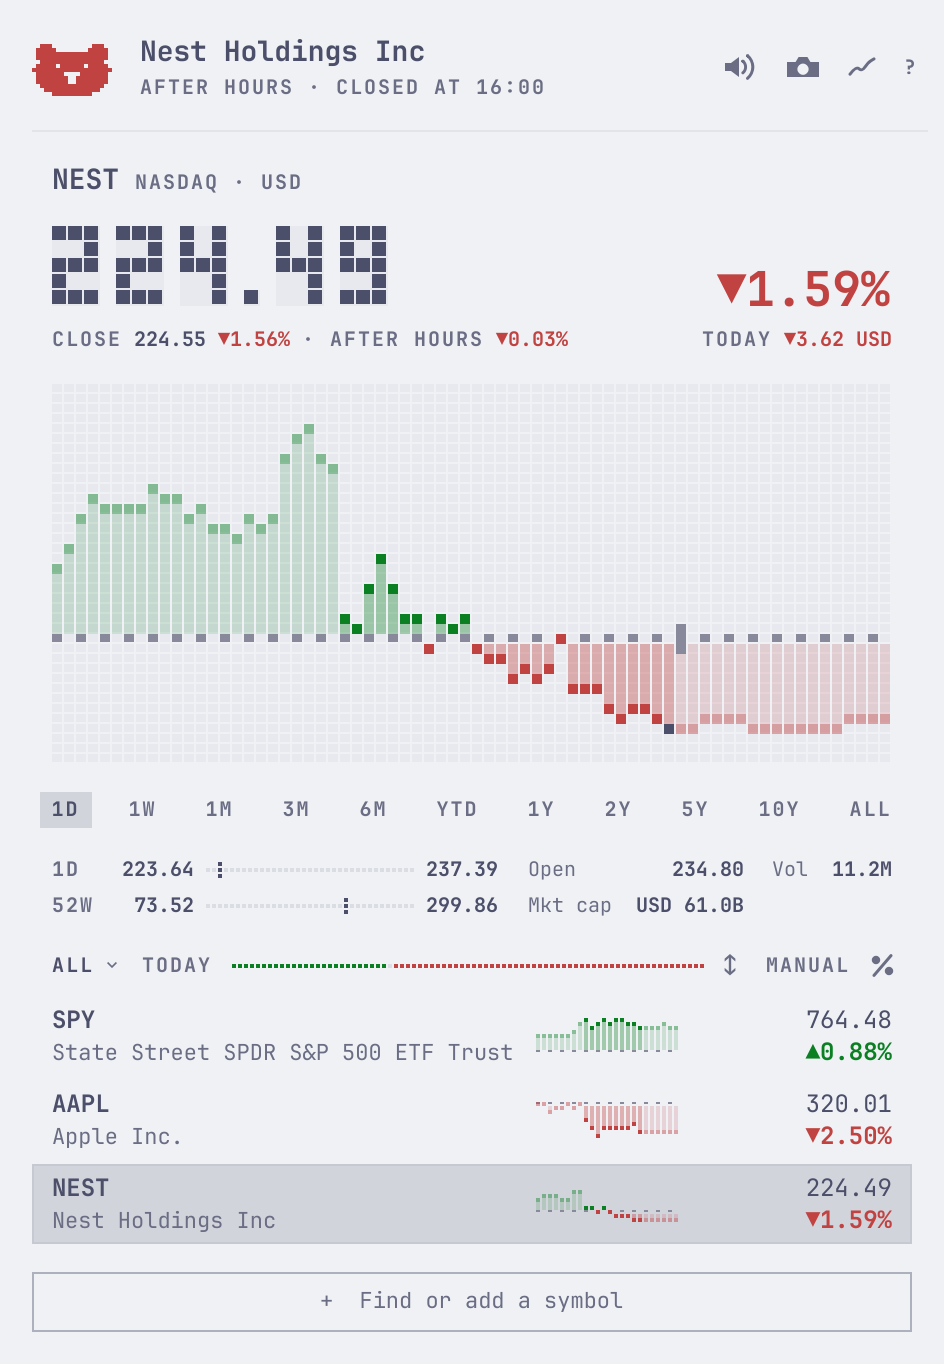 Nest Holdings Inc
AFTER HOURS · CLOSED AT 16:00
?
NEST NASDAQ · USD
224.49
▼1.59%
CLOSE 224.55 ▼1.56% · AFTER HOURS ▼0.03%
TODAY ▼3.62 USD
1D 1W 1M 3M 6M YTD 1Y 2Y 5Y 10Y ALL
1D 223.64 237.39 Open 234.80 Vol 11.2M
52W 73.52 299.86 Mkt cap USD 61.0B
ALL TODAY MANUAL %
SPY 764.48
State Street SPDR S&P 500 ETF Trust ▲0.88%
AAPL 320.01
Apple Inc. ▼2.50%
NEST 224.49
Nest Holdings Inc ▼1.59%
+ Find or add a symbol